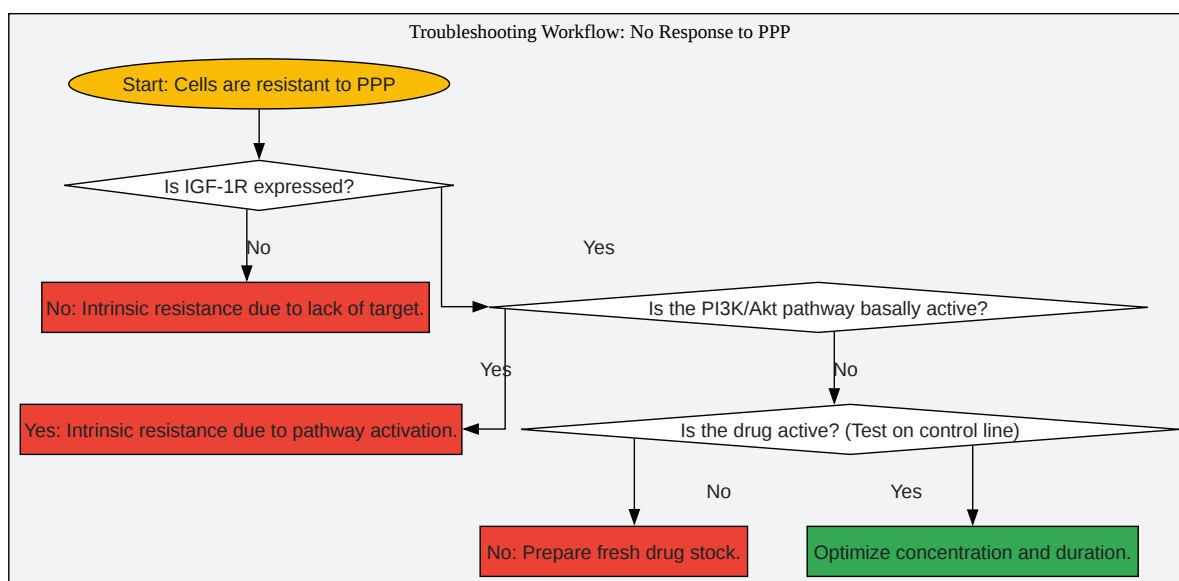 Troubleshooting Workflow: No Response to PPP
Start: Cells are resistant to PPP
Is IGF-1R expressed?
No
Yes
No: Intrinsic resistance due to lack of target.
Is the PI3K/Akt pathway basally active?
Yes
No
Yes: Intrinsic resistance due to pathway activation.
Is the drug active? (Test on control line)
No
Yes
No: Prepare fresh drug stock.
Optimize concentration and duration.